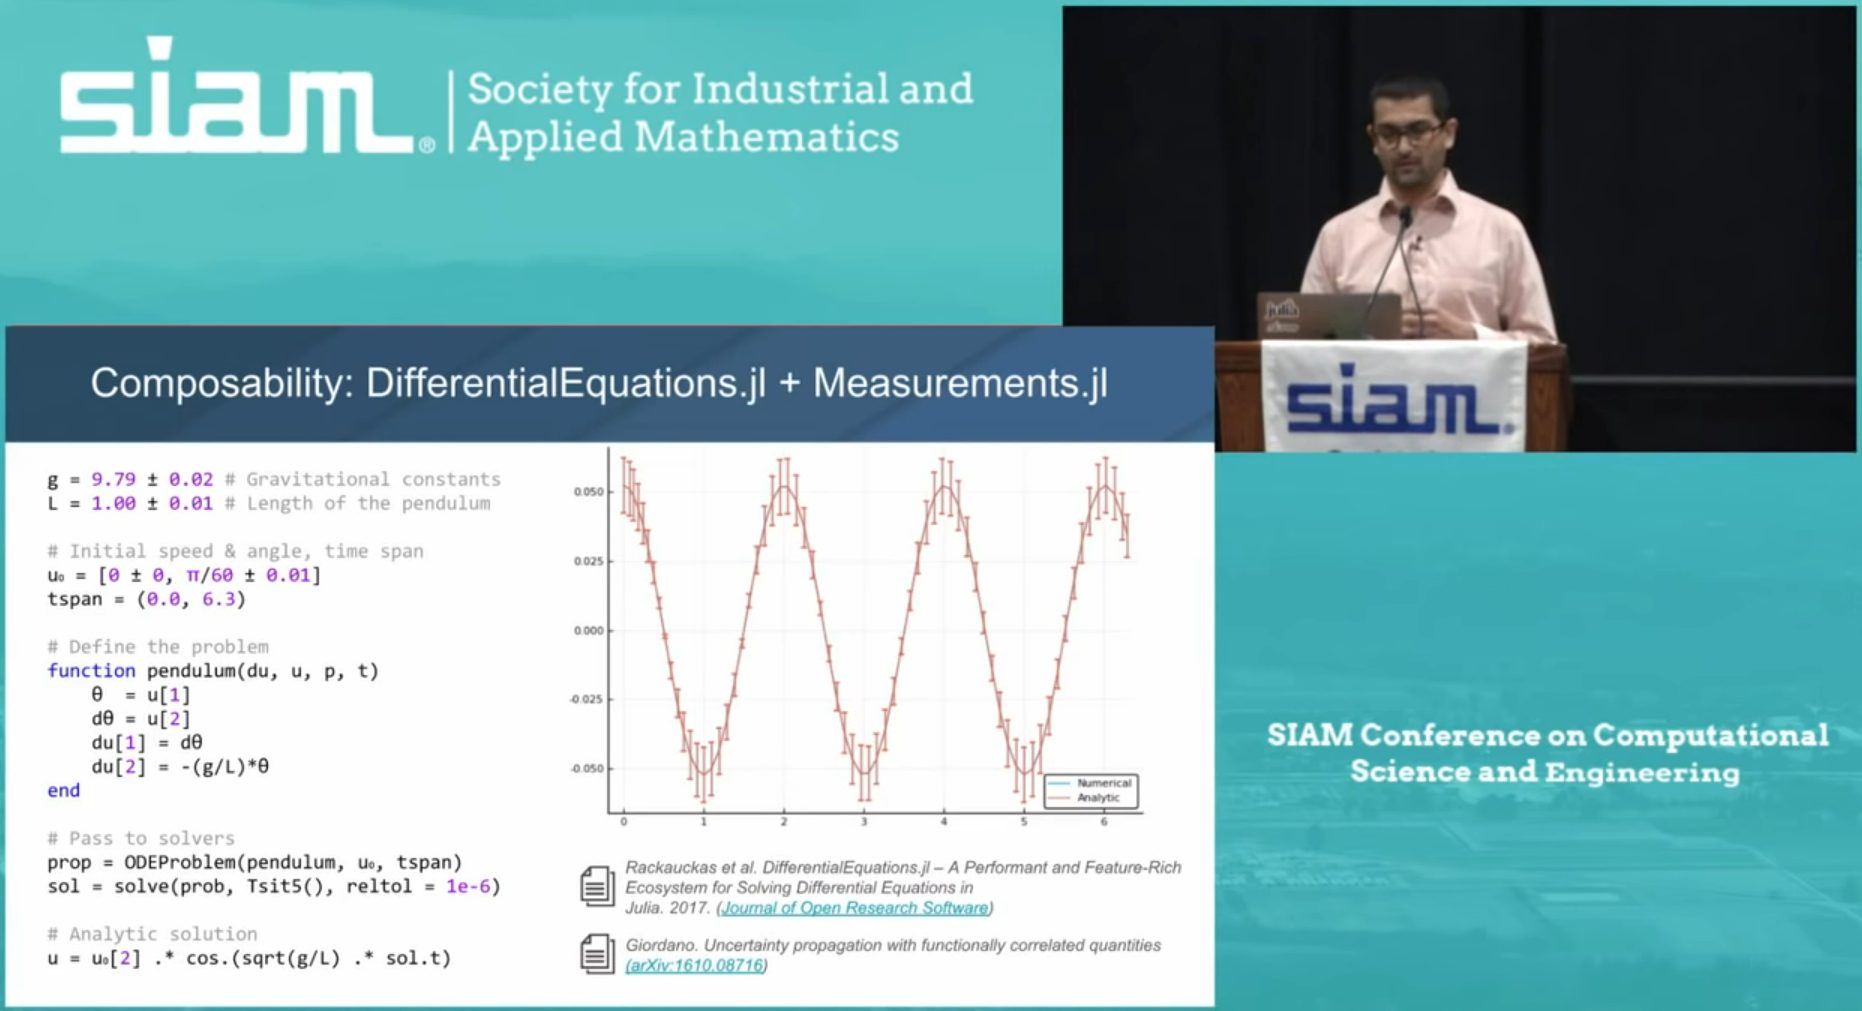 siam®
Society for Industrial and
Applied Mathematics
julia
siam®
Composability: DifferentialEquations.jl + Measurements.jl
g = 9.79 ± 0.02 # Gravitational constants
L = 1.00 ± 0.01 # Length of the pendulum
# Initial speed & angle, time span
u₀ = [0 ± 0, π/60 ± 0.01]
tspan = (0.0, 6.3)
# Define the problem
function pendulum(du, u, p, t)
θ = u[1]
dθ = u[2]
du[1] = dθ
du[2] = -(g/L)*θ
end
# Pass to solvers
prop = ODEProblem(pendulum, u₀, tspan)
sol = solve(prob, Tsit5(), reltol = 1e-6)
# Analytic solution
u = u₀[2] .* cos.(sqrt(g/L) .* sol.t)
0.050
0.025
0.000
-0.025
-0.050
0 1 2 3 4 5 6
Numerical
Analytic
Rackauckas et al. DifferentialEquations.jl – A Performant and Feature-Rich
Ecosystem for Solving Differential Equations in
Julia. 2017. (Journal of Open Research Software)
Giordano. Uncertainty propagation with functionally correlated quantities
(arXiv:1610.08716)
SIAM Conference on Computational
Science and Engineering